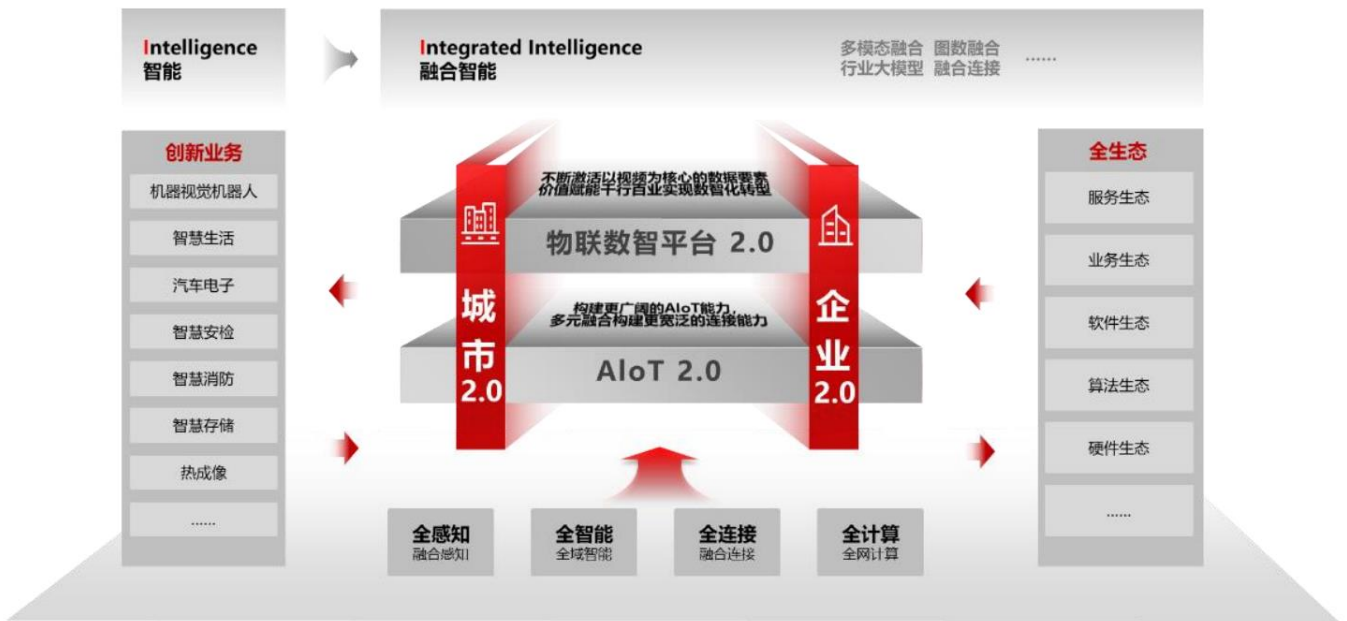 Intelligence
智能
Integrated Intelligence
融合智能
多模态融合 图数融合
行业大模型 融合连接
......
创新业务
机器视觉机器人
智慧生活
汽车电子
智慧安检
智慧消防
智慧存储
热成像
......
不断激活以视频为核心的数据要素
价值赋能千行百业实现数智化转型
物联数智平台 2.0
构建更广阔的AIoT能力,
多元融合构建更宽泛的连接能力
AIoT 2.0
城市
2.0
企业
2.0
全感知
融合感知
全智能
全域智能
全连接
融合连接
全计算
全网计算
全生态
服务生态
业务生态
软件生态
算法生态
硬件生态
......